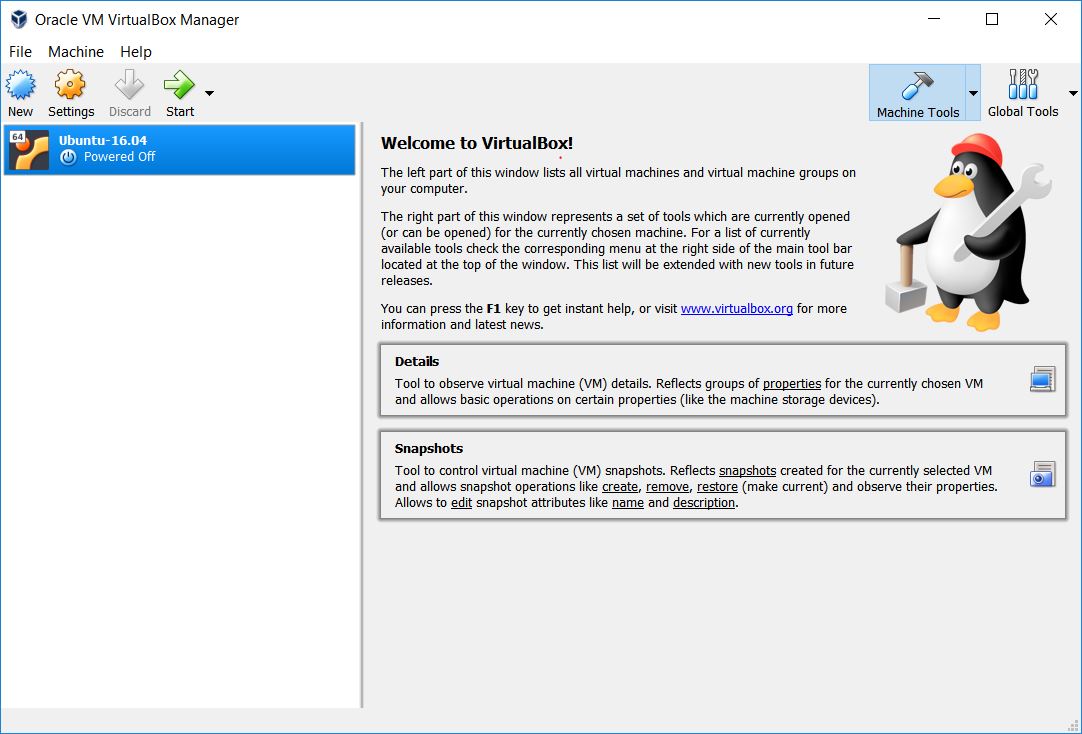 Oracle VM VirtualBox Manager
File Machine Help
New Settings Discard Start Machine Tools Global Tools
64
Ubuntu-16.04
Powered Off
Welcome to VirtualBox!
The left part of this window lists all virtual machines and virtual machine groups on
your computer.
The right part of this window represents a set of tools which are currently opened
(or can be opened) for the currently chosen machine. For a list of currently
available tools check the corresponding menu at the right side of the main tool bar
located at the top of the window. This list will be extended with new tools in future
releases.
You can press the F1 key to get instant help, or visit www.virtualbox.org for more
information and latest news.
Details
Tool to observe virtual machine (VM) details. Reflects groups of properties for the currently chosen VM
and allows basic operations on certain properties (like the machine storage devices).
Snapshots
Tool to control virtual machine (VM) snapshots. Reflects snapshots created for the currently selected VM
and allows snapshot operations like create, remove, restore (make current) and observe their properties.
Allows to edit snapshot attributes like name and description.